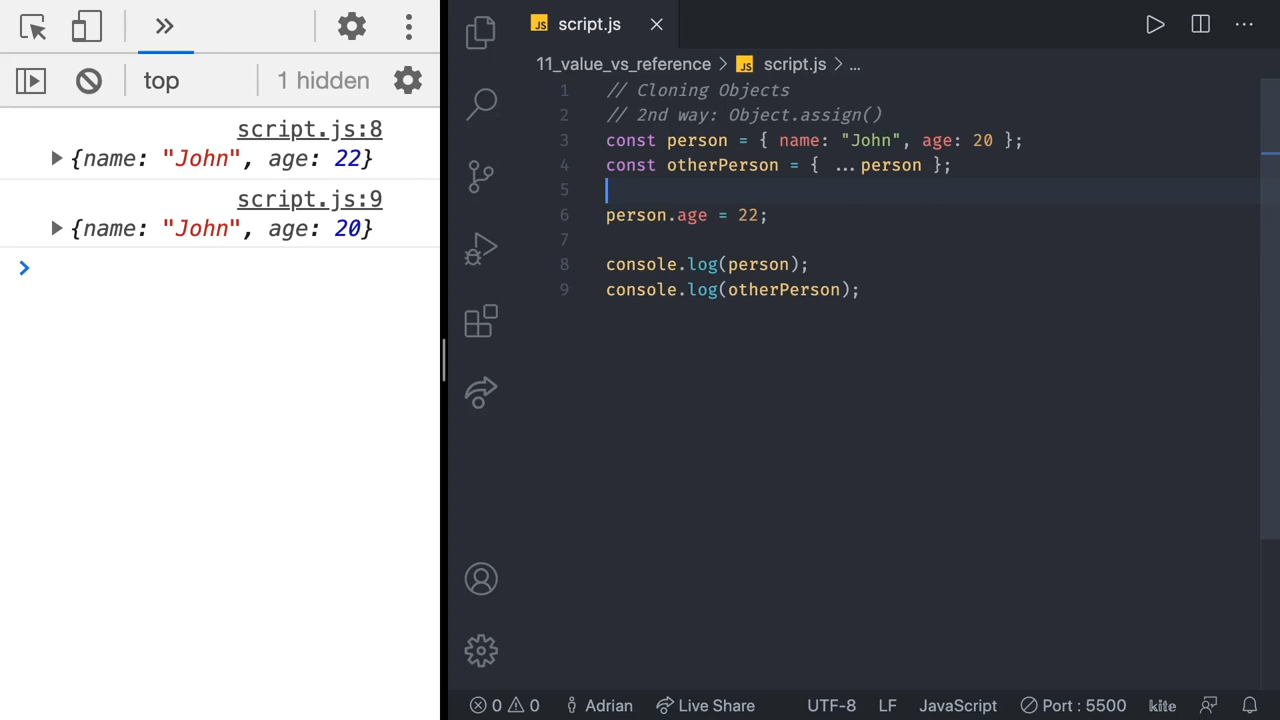 top
1 hidden
script.js:8
{name: "John", age: 22}
script.js:9
{name: "John", age: 20}
JS script.js
11_value_vs_reference > JS script.js > ...
1 // Cloning Objects
2 // 2nd way: Object.assign()
3 const person = { name: "John", age: 20 };
4 const otherPerson = { ...person };
5
6 person.age = 22;
7
8 console.log(person);
9 console.log(otherPerson);
0 0 Adrian Live Share UTF-8 LF JavaScript Port : 5500 kite